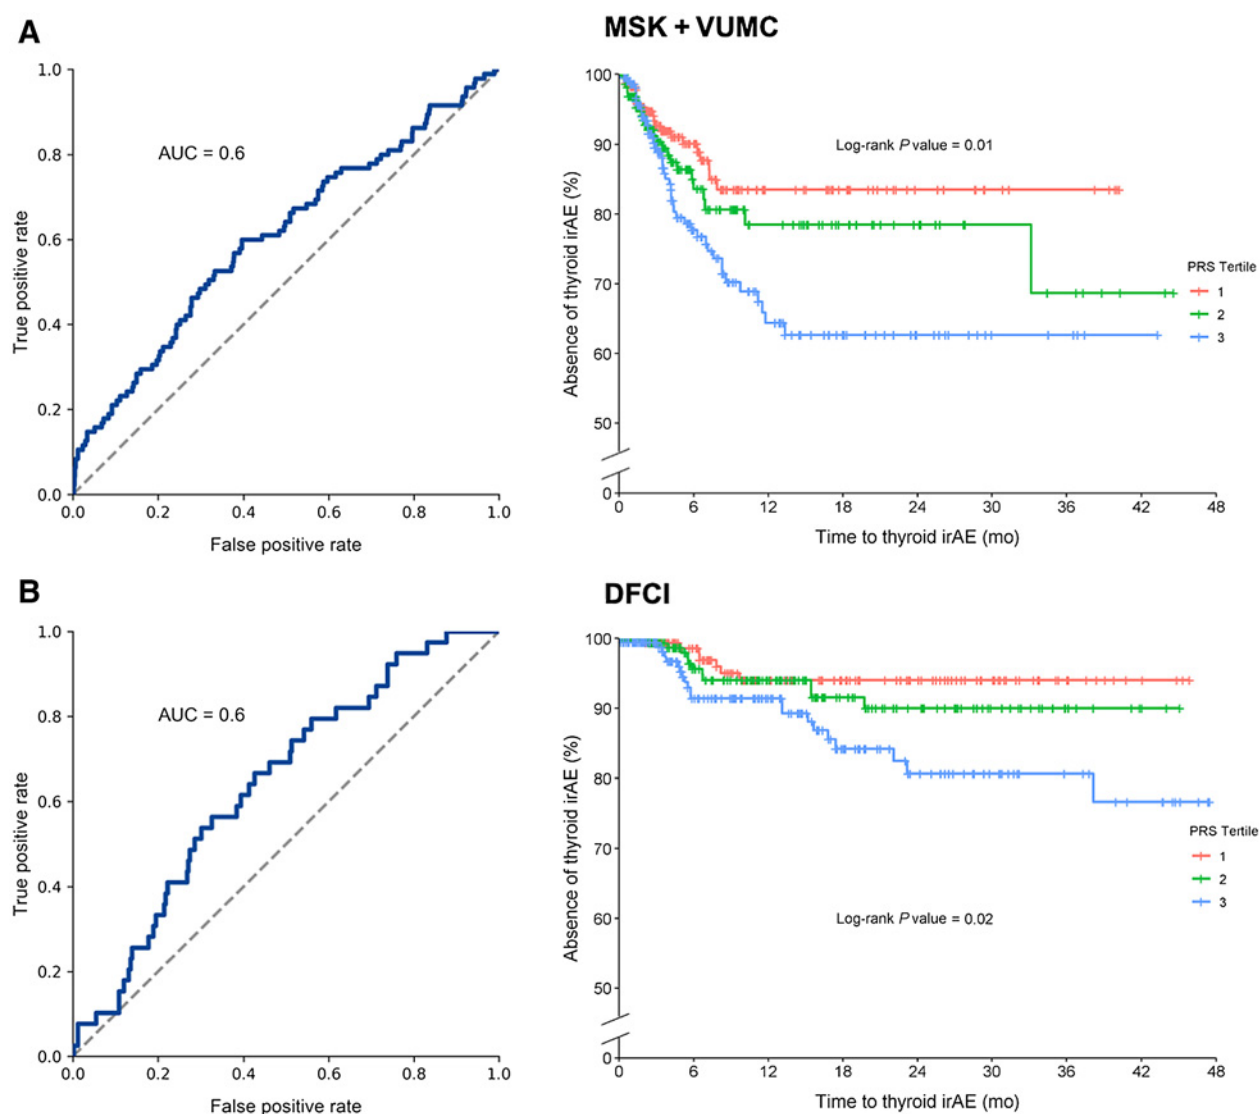 A
MSK + VUMC
1.0
0.8
0.6
0.4
0.2
0.0
True positive rate
AUC = 0.6
0.0 0.2 0.4 0.6 0.8 1.0
False positive rate
100
90
80
70
60
50
0
Absence of thyroid irAE (%)
Log-rank P value = 0.01
PRS Tertile
1
2
3
0 6 12 18 24 30 36 42 48
Time to thyroid irAE (mo)
B
DFCI
1.0
0.8
0.6
0.4
0.2
0.0
True positive rate
AUC = 0.6
0.0 0.2 0.4 0.6 0.8 1.0
False positive rate
100
90
80
70
60
50
0
Absence of thyroid irAE (%)
PRS Tertile
1
2
3
Log-rank P value = 0.02
0 6 12 18 24 30 36 42 48
Time to thyroid irAE (mo)